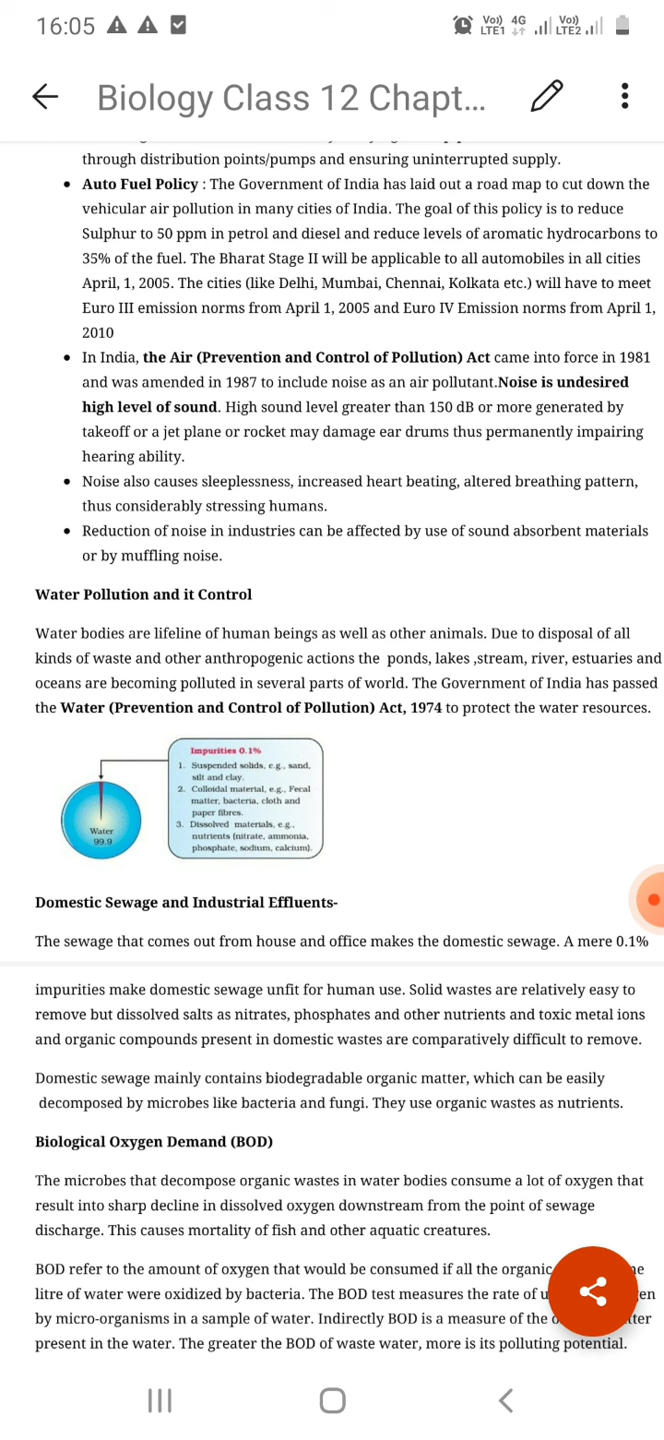 16:05
Vo)) 4G Vo))
LTE1 LTE2
Biology Class 12 Chapt...
through distribution points/pumps and ensuring uninterrupted supply.
• Auto Fuel Policy : The Government of India has laid out a road map to cut down the
vehicular air pollution in many cities of India. The goal of this policy is to reduce
Sulphur to 50 ppm in petrol and diesel and reduce levels of aromatic hydrocarbons to
35% of the fuel. The Bharat Stage II will be applicable to all automobiles in all cities
April, 1, 2005. The cities (like Delhi, Mumbai, Chennai, Kolkata etc.) will have to meet
Euro III emission norms from April 1, 2005 and Euro IV Emission norms from April 1,
2010
• In India, the Air (Prevention and Control of Pollution) Act came into force in 1981
and was amended in 1987 to include noise as an air pollutant.Noise is undesired
high level of sound. High sound level greater than 150 dB or more generated by
takeoff or a jet plane or rocket may damage ear drums thus permanently impairing
hearing ability.
• Noise also causes sleeplessness, increased heart beating, altered breathing pattern,
thus considerably stressing humans.
• Reduction of noise in industries can be affected by use of sound absorbent materials
or by muffling noise.
Water Pollution and it Control
Water bodies are lifeline of human beings as well as other animals. Due to disposal of all
kinds of waste and other anthropogenic actions the ponds, lakes ,stream, river, estuaries and
oceans are becoming polluted in several parts of world. The Government of India has passed
the Water (Prevention and Control of Pollution) Act, 1974 to protect the water resources.
Impurities 0.1%
1. Suspended solids, e.g., sand,
silt and clay.
2. Colloidal material, e.g., Fecal
matter, bacteria, cloth and
paper fibres.
3. Dissolved materials, e.g.,
nutrients (nitrate, ammonia,
phosphate, sodium, calcium).
Water
99.9
Domestic Sewage and Industrial Effluents-
The sewage that comes out from house and office makes the domestic sewage. A mere 0.1%
impurities make domestic sewage unfit for human use. Solid wastes are relatively easy to
remove but dissolved salts as nitrates, phosphates and other nutrients and toxic metal ions
and organic compounds present in domestic wastes are comparatively difficult to remove.
Domestic sewage mainly contains biodegradable organic matter, which can be easily
decomposed by microbes like bacteria and fungi. They use organic wastes as nutrients.
Biological Oxygen Demand (BOD)
The microbes that decompose organic wastes in water bodies consume a lot of oxygen that
result into sharp decline in dissolved oxygen downstream from the point of sewage
discharge. This causes mortality of fish and other aquatic creatures.
BOD refer to the amount of oxygen that would be consumed if all the organic
litre of water were oxidized by bacteria. The BOD test measures the rate of
by micro-organisms in a sample of water. Indirectly BOD is a measure of the
present in the water. The greater the BOD of waste water, more is its polluting potential.